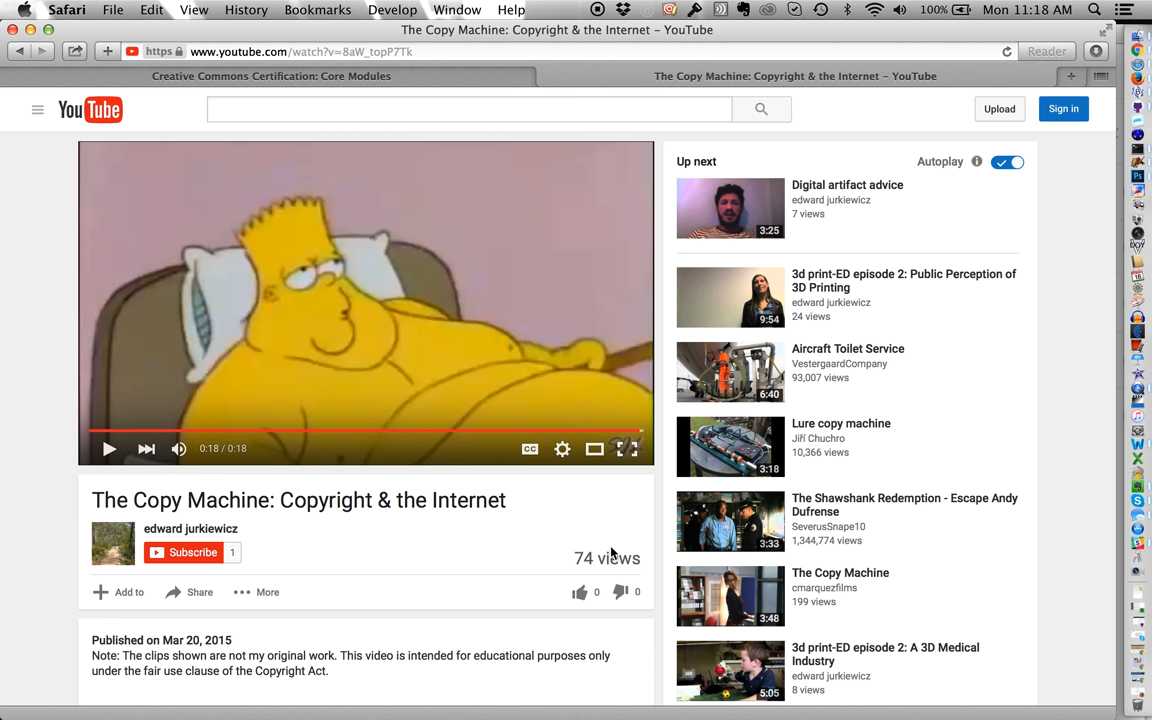 Safari File Edit View History Bookmarks Develop Window Help 100% Mon 11:18 AM
The Copy Machine: Copyright & the Internet – YouTube
https www.youtube.com/watch?v=8aW_topP7Tk Reader
Creative Commons Certification: Core Modules
The Copy Machine: Copyright & the Internet – YouTube
YouTube
Upload
Sign in
0:18 / 0:18
CC
The Copy Machine: Copyright & the Internet
edward jurkiewicz
Subscribe 1
74 views
Add to Share More 0 0
Published on Mar 20, 2015
Note: The clips shown are not my original work. This video is intended for educational purposes only
under the fair use clause of the Copyright Act.
Up next Autoplay
Digital artifact advice
edward jurkiewicz
7 views
3:25
3d print-ED episode 2: Public Perception of
3D Printing
edward jurkiewicz
24 views
9:54
Aircraft Toilet Service
VestergaardCompany
93,007 views
6:40
Lure copy machine
Jiří Chuchro
10,366 views
3:18
The Shawshank Redemption - Escape Andy
Dufrense
SeverusSnape10
1,344,774 views
3:33
The Copy Machine
cmarquezfilms
199 views
3:48
3d print-ED episode 2: A 3D Medical
Industry
edward jurkiewicz
8 views
5:05